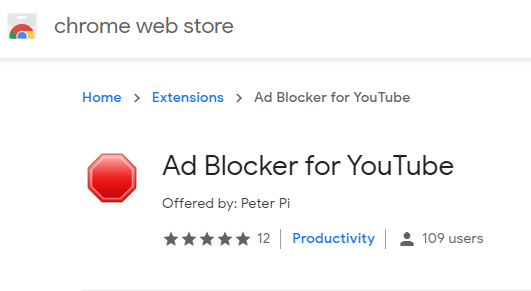 chrome web store
Home > Extensions > Ad Blocker for YouTube
Ad Blocker for YouTube
Offered by: Peter Pi
★★★★★ 12 | Productivity | 109 users